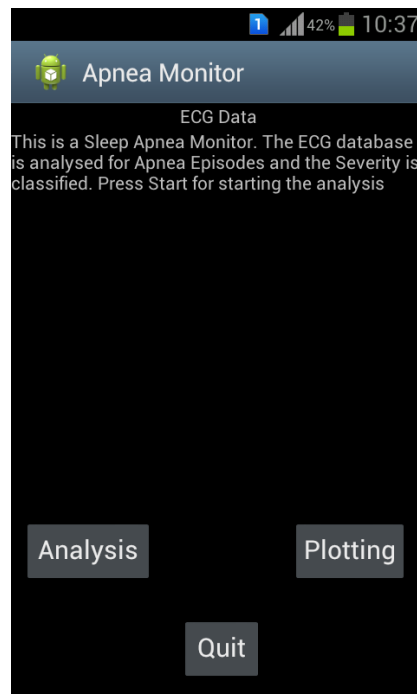 1 42% 10:37
Apnea Monitor
ECG Data
This is a Sleep Apnea Monitor. The ECG database
is analysed for Apnea Episodes and the Severity is
classified. Press Start for starting the analysis
Analysis Plotting
Quit